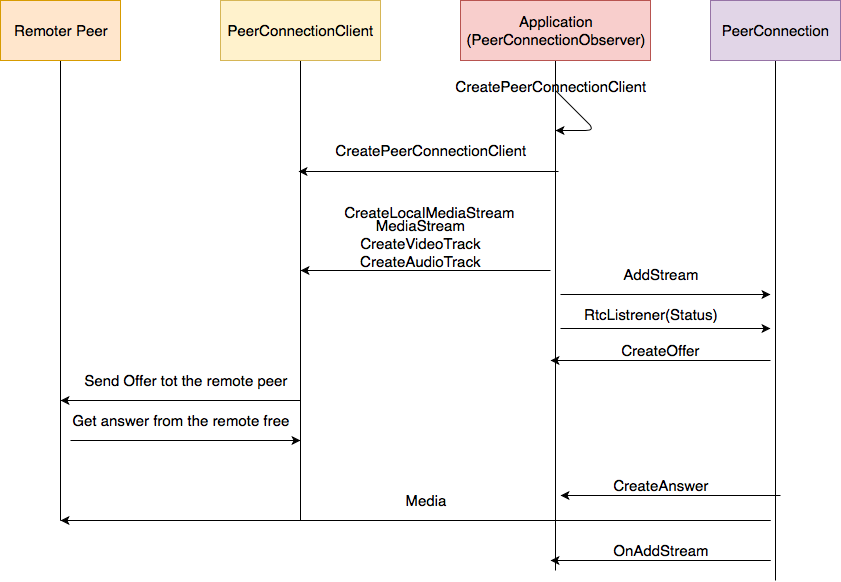 Remoter Peer
PeerConnectionClient
Application
(PeerConnectionObserver)
PeerConnection
CreatePeerConnectionClient
CreatePeerConnectionClient
CreateLocalMediaStream
MediaStream
CreateVideoTrack
CreateAudioTrack
AddStream
RtcListrener(Status)
CreateOffer
Send Offer tot the remote peer
Get answer from the remote free
CreateAnswer
Media
OnAddStream